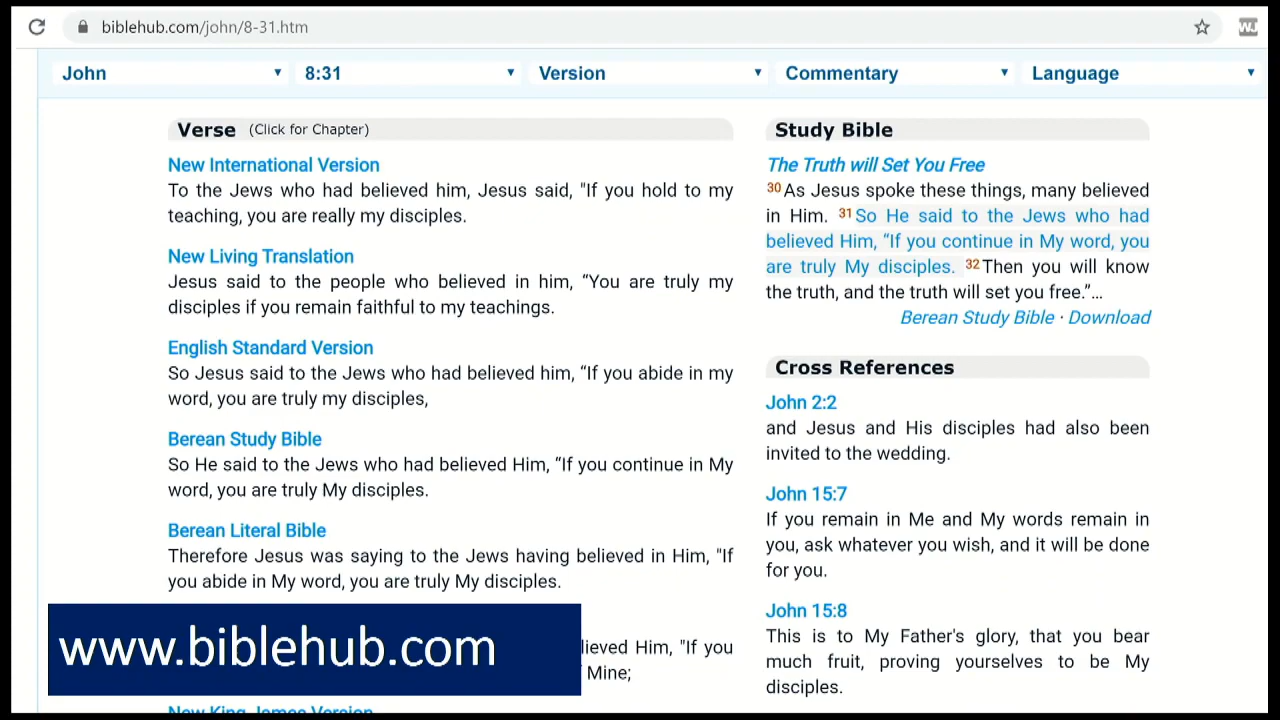 biblehub.com/john/8-31.htm
John 8:31 Version Commentary Language
Verse (Click for Chapter)
New International Version
To the Jews who had believed him, Jesus said, "If you hold to my
teaching, you are really my disciples.
New Living Translation
Jesus said to the people who believed in him, “You are truly my
disciples if you remain faithful to my teachings.
English Standard Version
So Jesus said to the Jews who had believed him, “If you abide in my
word, you are truly my disciples,
Berean Study Bible
So He said to the Jews who had believed Him, “If you continue in My
word, you are truly My disciples.
Berean Literal Bible
Therefore Jesus was saying to the Jews having believed in Him, "If
you abide in My word, you are truly My disciples.
lieved Him, "If you
Mine;
New King James Version
www.biblehub.com
Study Bible
The Truth will Set You Free
30 As Jesus spoke these things, many believed
in Him. 31 So He said to the Jews who had
believed Him, “If you continue in My word, you
are truly My disciples. 32 Then you will know
the truth, and the truth will set you free.”...
Berean Study Bible · Download
Cross References
John 2:2
and Jesus and His disciples had also been
invited to the wedding.
John 15:7
If you remain in Me and My words remain in
you, ask whatever you wish, and it will be done
for you.
John 15:8
This is to My Father's glory, that you bear
much fruit, proving yourselves to be My
disciples.